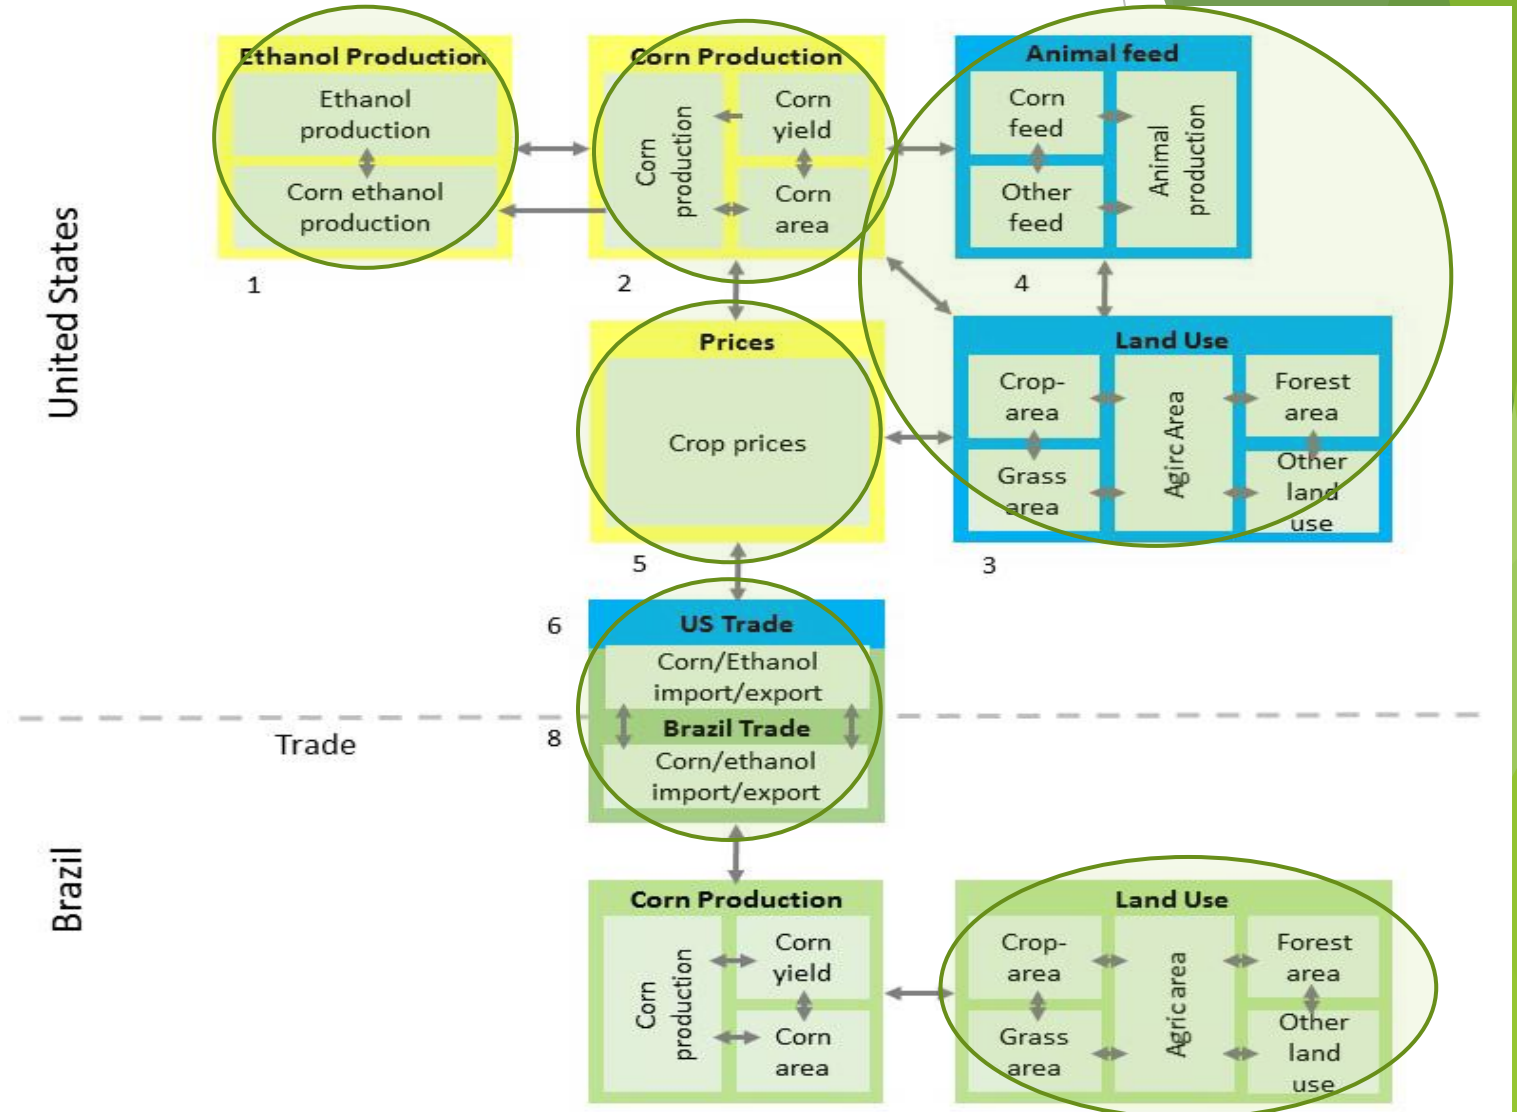 United States
Ethanol Production
Ethanol
production
Corn ethanol
production
1
Corn Production
Corn
production
Corn
yield
Corn
area
2
Animal feed
Corn
feed
Other
feed
Animal
production
4
Prices
Crop prices
5
Land Use
Crop-
area
Grass
area
Agirc Area
Forest
area
Other
land
use
3
6
US Trade
Corn/Ethanol
import/export
Trade
8
Brazil Trade
Corn/ethanol
import/export
Brazil
Corn Production
Corn
production
Corn
yield
Corn
area
Land Use
Crop-
area
Grass
area
Agric area
Forest
area
Other
land
use